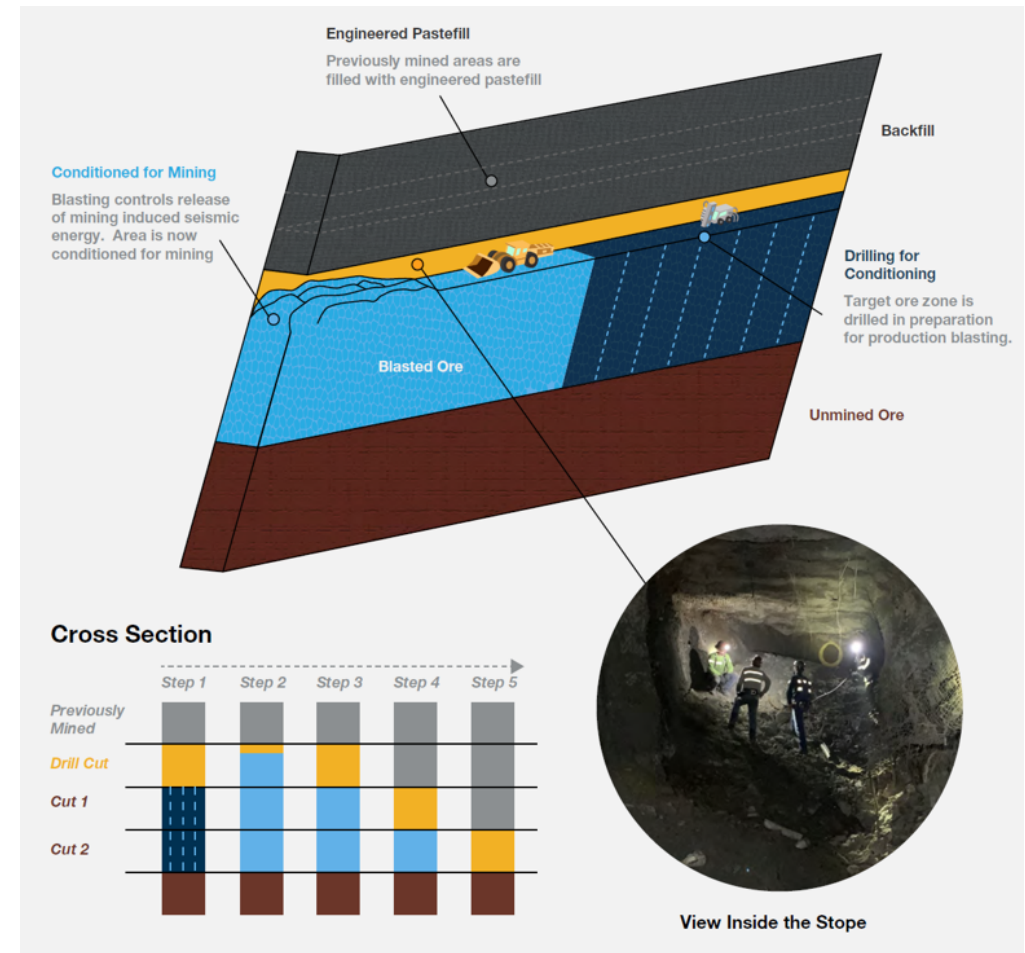 Engineered Pastefill
Previously mined areas are
filled with engineered pastefill
Backfill
Conditioned for Mining
Blasting controls release
of mining induced seismic
energy. Area is now
conditioned for mining
Drilling for
Conditioning
Target ore zone is
drilled in preparation
for production blasting.
Blasted Ore
Unmined Ore
Cross Section
Step 1 Step 2 Step 3 Step 4 Step 5
Previously
Mined
Drill Cut
Cut 1
Cut 2
View Inside the Stope